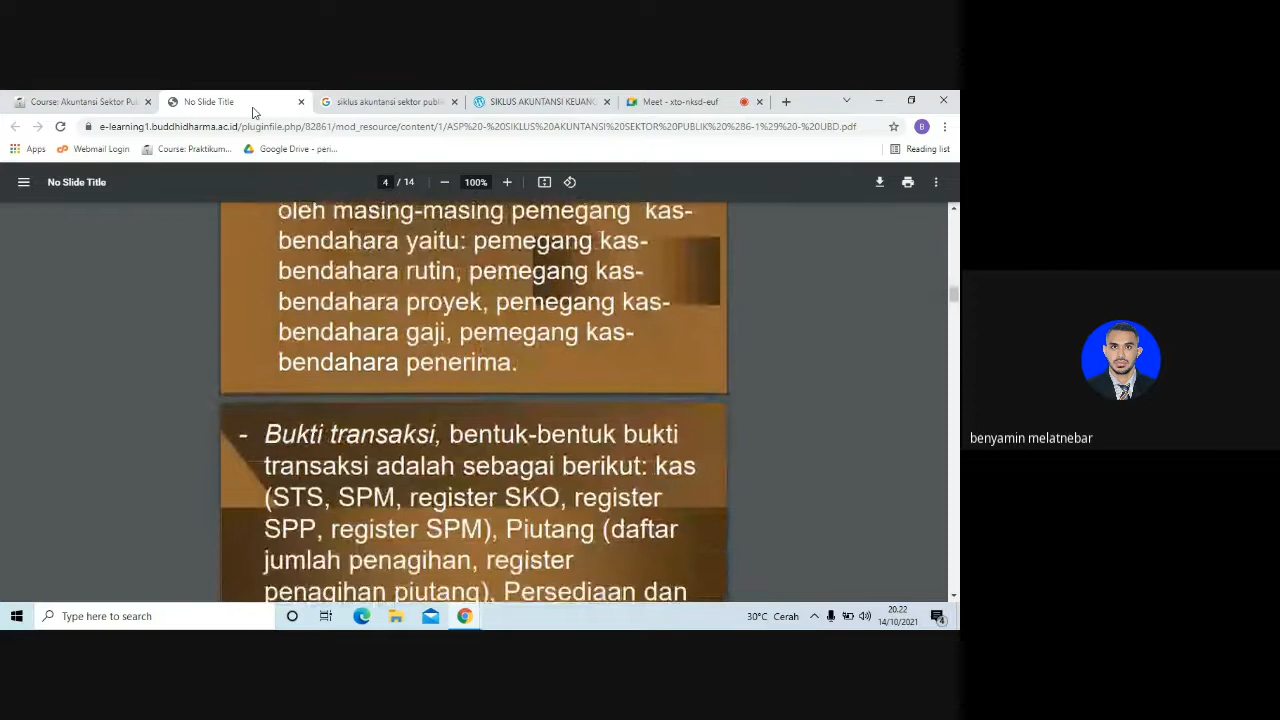 Course: Akuntansi Sektor Pu
No Slide Title
siklus akuntansi sektor publi
SIKLUS AKUNTANSI KEUANG
Meet - xto-nksd-euf
e-learning1.buddhidharma.ac.id/pluginfile.php/82861/mod_resource/content/1/ASP%20-%20SIKLUS%20AKUNTANSI%20SEKTOR%20PUBLIK%20%286-1%29%20-%20UBD.pdf
B
Apps
Webmail Login
Course: Praktikum...
Google Drive - peri...
Reading list
No Slide Title
4 / 14
100%
oleh masing-masing pemegang kas-
bendahara yaitu: pemegang kas-
bendahara rutin, pemegang kas-
bendahara proyek, pemegang kas-
bendahara gaji, pemegang kas-
bendahara penerima.
- Bukti transaksi, bentuk-bentuk bukti
transaksi adalah sebagai berikut: kas
(STS, SPM, register SKO, register
SPP, register SPM), Piutang (daftar
jumlah penagihan, register
penagihan piutang), Persediaan dan
benyamin melatnebar
Type here to search
30°C Cerah
20.22
14/10/2021
4